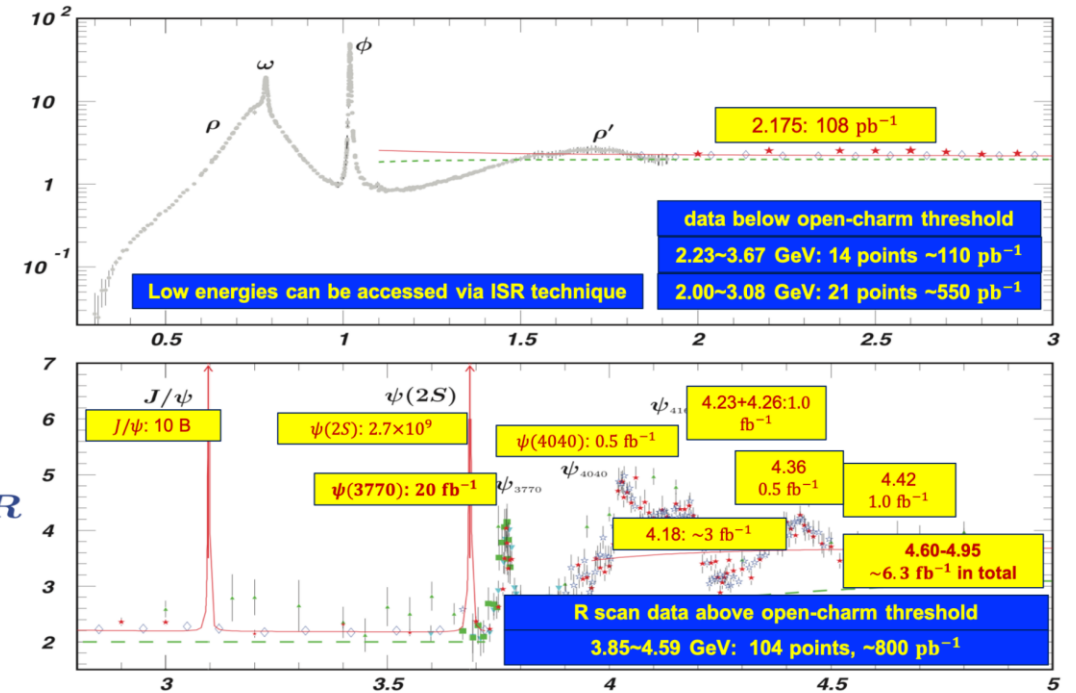 10 2
ϕ
ω
10
ρ
ρ′
2.175: 108 pb⁻¹
1
data below open-charm threshold
2.23~3.67 GeV: 14 points ~110 pb⁻¹
10 -1
Low energies can be accessed via ISR technique
2.00~3.08 GeV: 21 points ~550 pb⁻¹
0.5 1 1.5 2 2.5 3
7
J/ψ
ψ(2S)
6
J/ψ: 10 B
ψ(2S): 2.7×10⁹
4.23+4.26:1.0
fb⁻¹
ψ(4040): 0.5 fb⁻¹
5
ψ(3770): 20 fb⁻¹
ψ3770
ψ4040
4.36
0.5 fb⁻¹
4.42
1.0 fb⁻¹
R
4
4.18: ~3 fb⁻¹
4.60-4.95
~6.3 fb⁻¹ in total
3
R scan data above open-charm threshold
2
3.85~4.59 GeV: 104 points, ~800 pb⁻¹
3 3.5 4 4.5 5